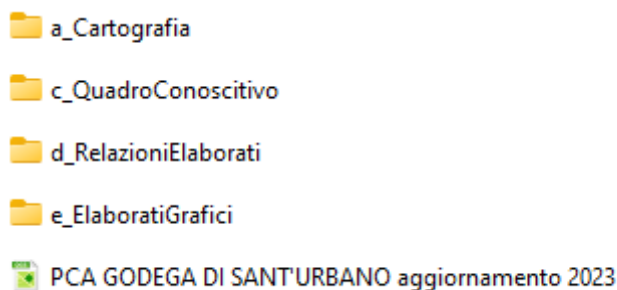 a_Cartografia
c_QuadroConoscitivo
d_RelazioniElaborati
e_ElaboratiGrafici
PCA GODEGA DI SANT'URBANO aggiornamento 2023